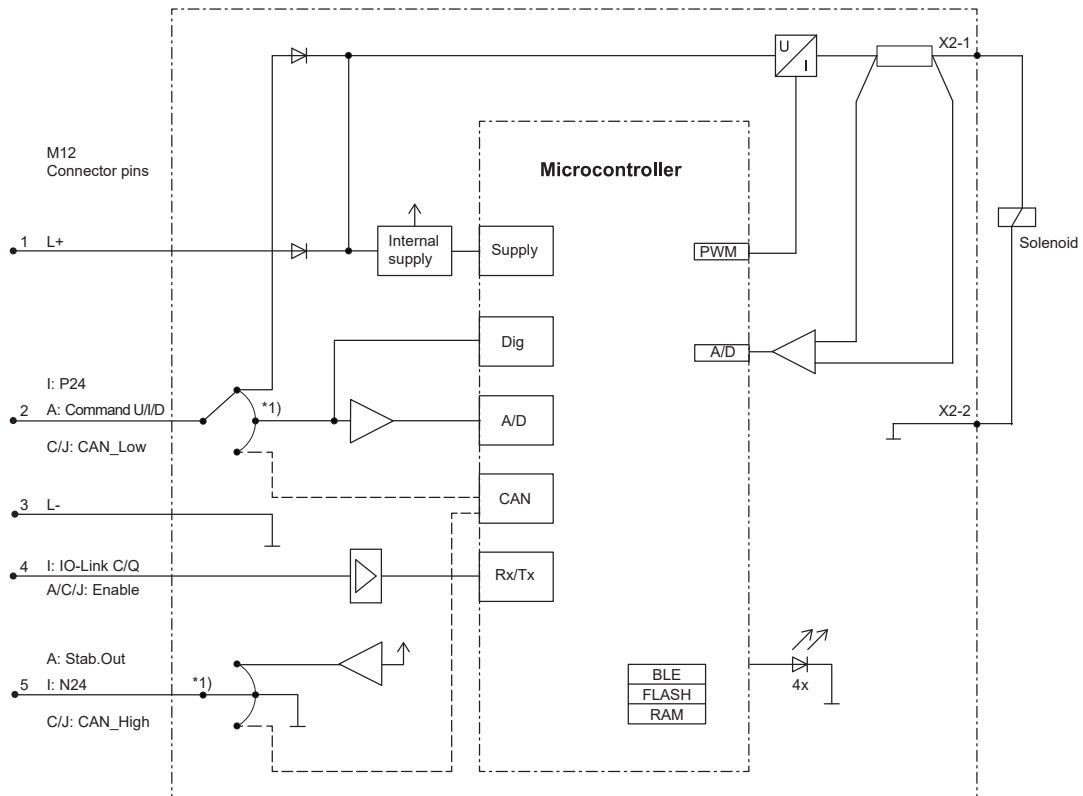 U
I
X2-1
M12
Connector pins
Microcontroller
1 L+
Internal
supply
Supply
PWM
Solenoid
Dig
A/D
I: P24
2 A: Command U/I/D
*1)
A/D
X2-2
C/J: CAN_Low
CAN
3 L-
4 I: IO-Link C/Q
A/C/J: Enable
Rx/Tx
A: Stab.Out
5 I: N24
*1)
C/J: CAN_High
BLE
FLASH
RAM
4x